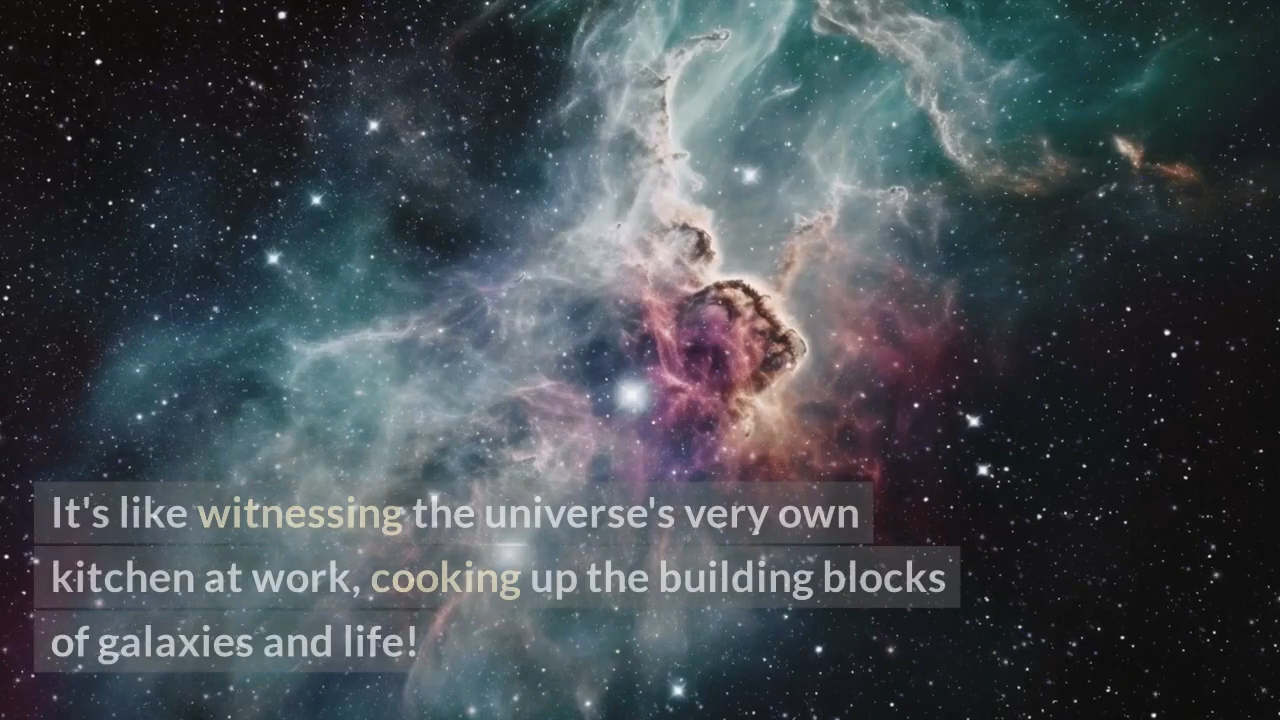 It's like witnessing the universe's very own
kitchen at work, cooking up the building blocks
of galaxies and life!